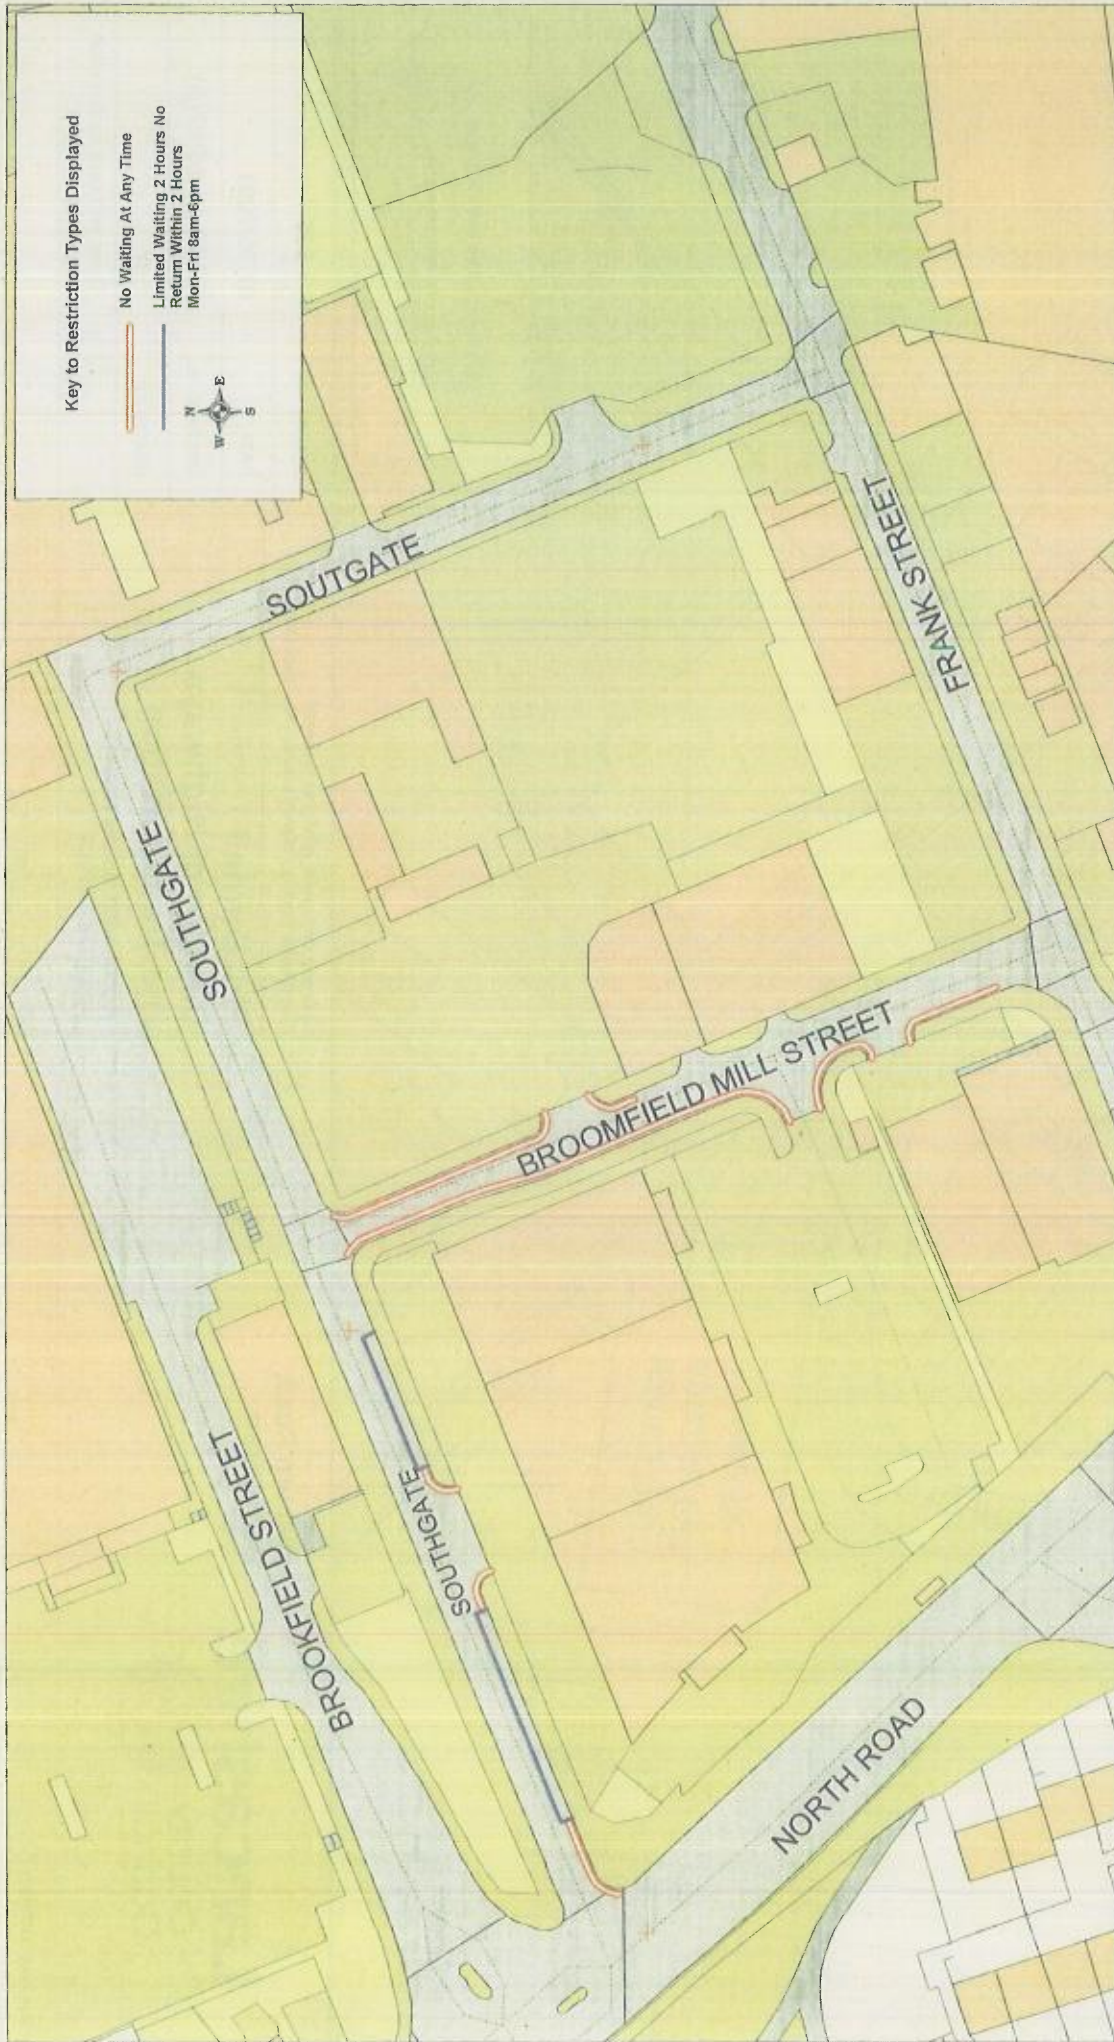 Key to Restriction Types Displayed
No Waiting At Any Time
Limited Waiting 2 Hours No
Return Within 2 Hours
Mon-Fri 8am-6pm
N
W
E
S
SOUTGATE
SOUTHGATE
FRANK STREET
BROOMFIELD MILL STREET
BROOKFIELD STREET
SOUTHGATE
NORTH ROAD